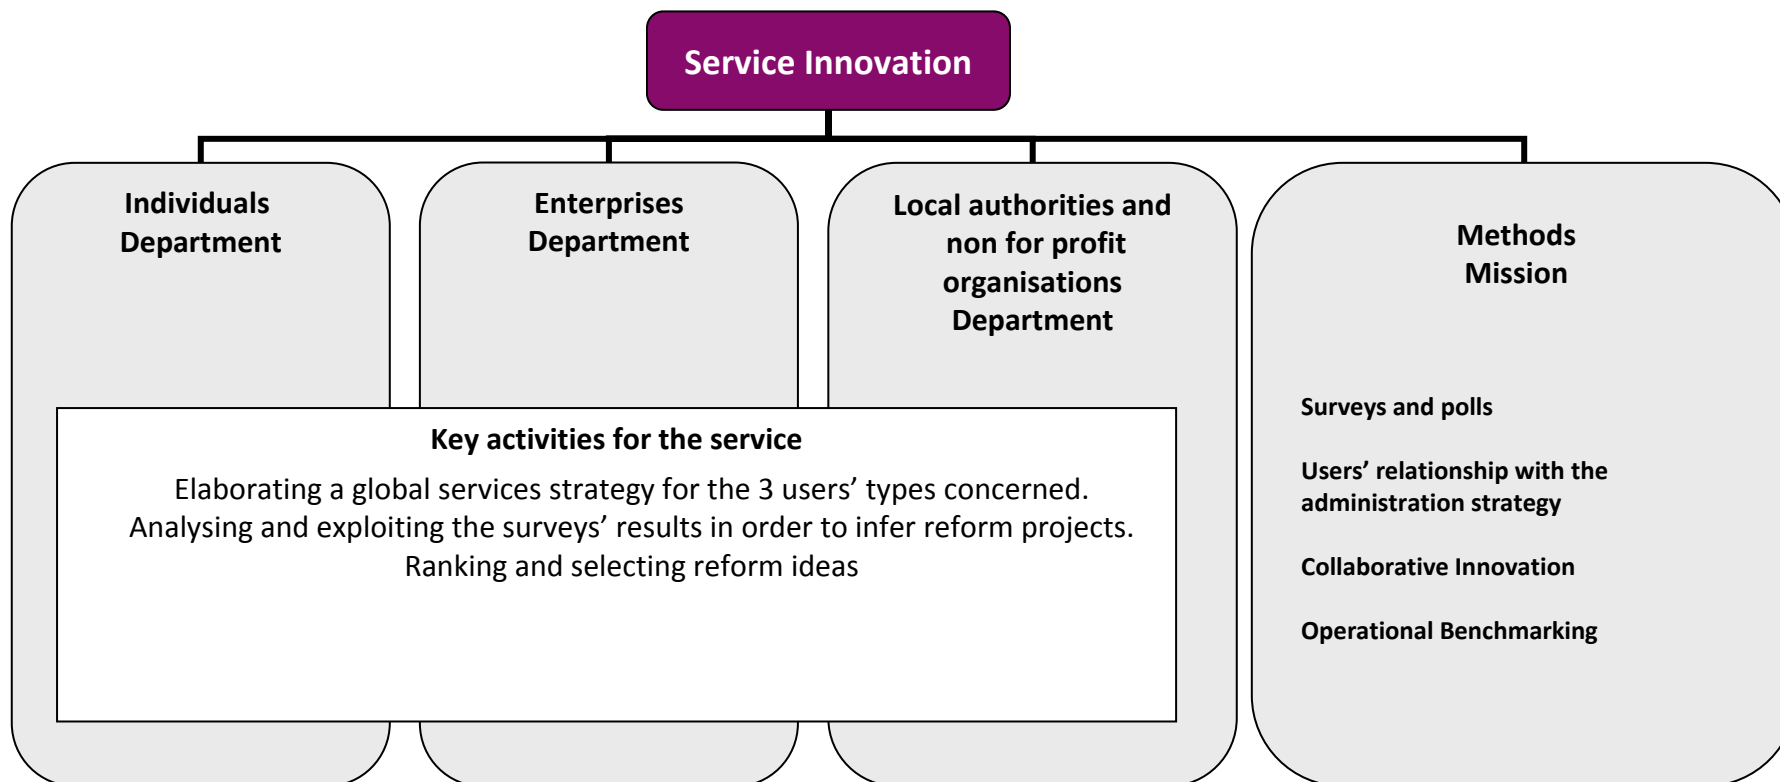 Service Innovation
Individuals
Department
Enterprises
Department
Local authorities and
non for profit
organisations
Department
Methods
Mission
Key activities for the service
Elaborating a global services strategy for the 3 users’ types concerned.
Analysing and exploiting the surveys’ results in order to infer reform projects.
Ranking and selecting reform ideas
Surveys and polls
Users’ relationship with the
administration strategy
Collaborative Innovation
Operational Benchmarking